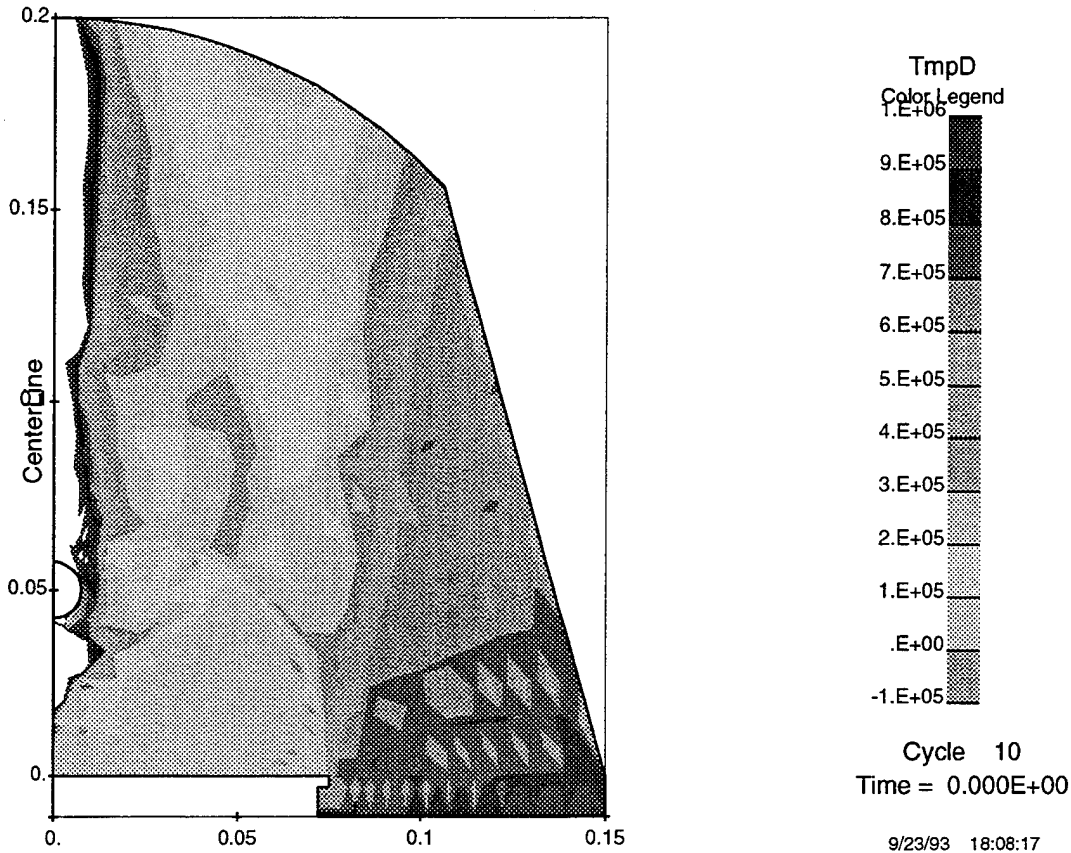 0.2
0.15
0.1
CenterLine
0.05
0.
0.
0.05
0.1
0.15
TmpD
Color Legend
1.E+06
9.E+05
8.E+05
7.E+05
6.E+05
5.E+05
4.E+05
3.E+05
2.E+05
1.E+05
.E+00
-1.E+05
Cycle 10
Time = 0.000E+00
9/23/93 18:08:17